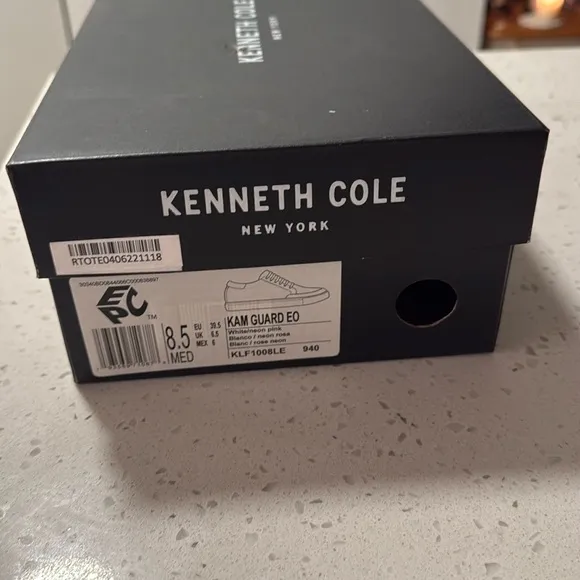 KENNETH COLE
NEW YORK
KENNETH COLE
NEW YORK
RTOTE0406221118
EPC
TM
8.5
MED
EU 39.5
UK 6.5
MEX 6
KAM GUARD EO
White/neon pink
Blanco / neon rosa
Blanc / rose neon
KLF1008LE 940